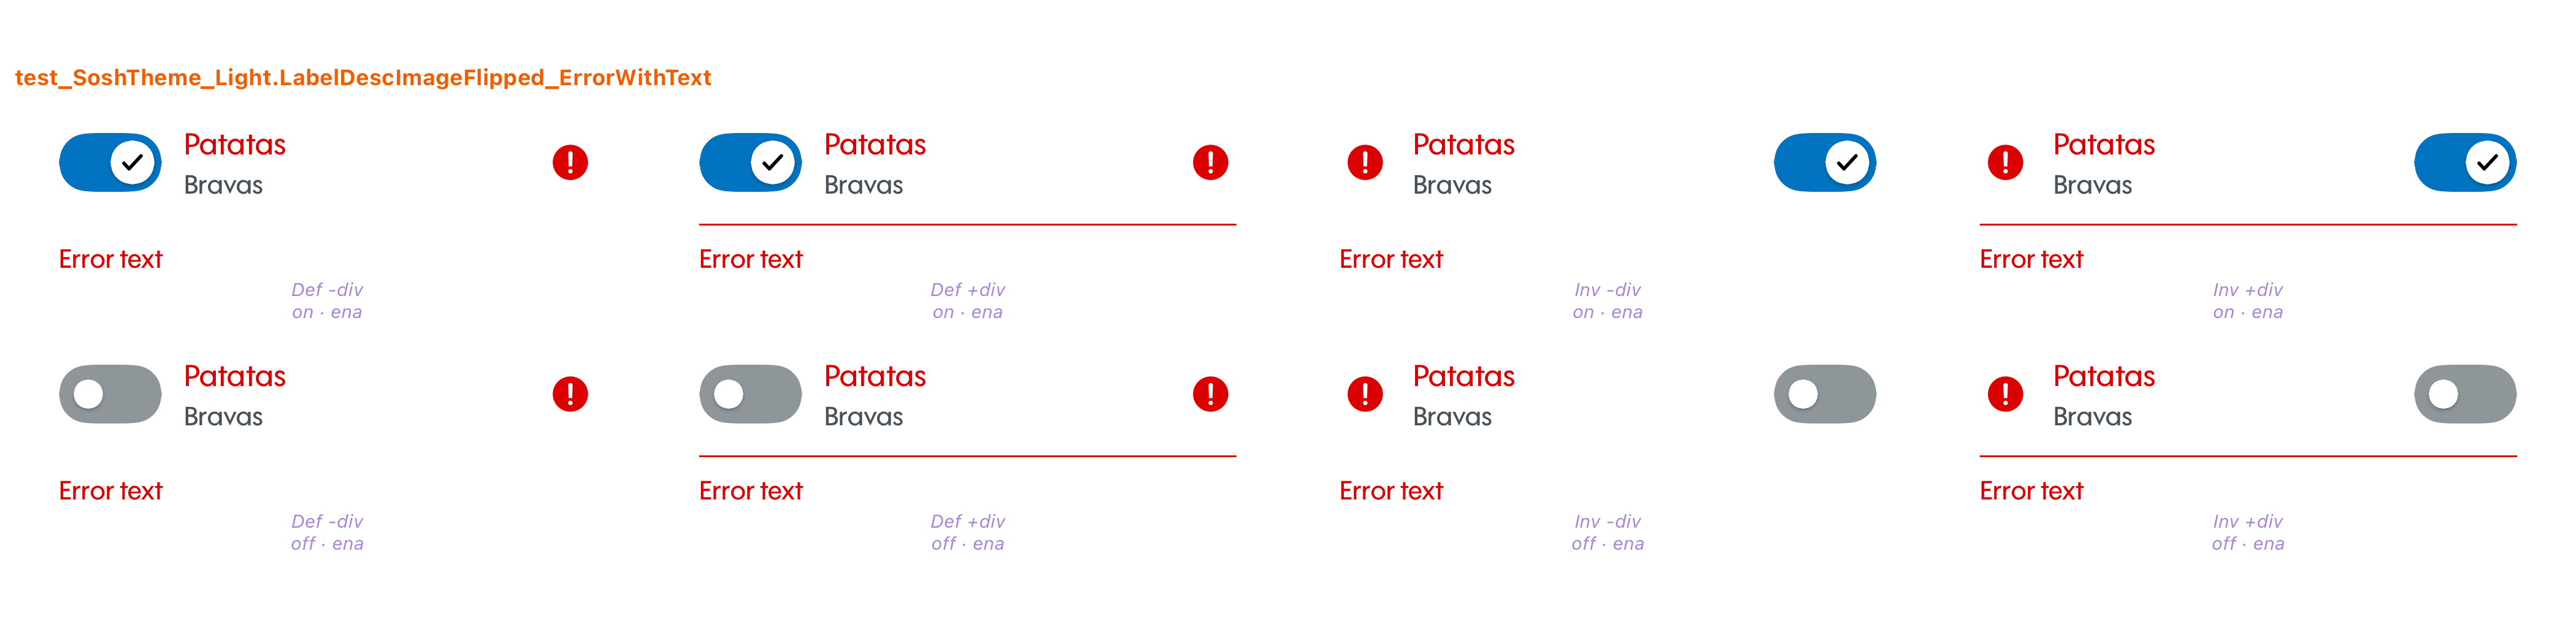 test_SoshTheme_Light.LabelDescImageFlipped_ErrorWithText
Patatas
Bravas
Error text
Def -div
on · ena
Patatas
Bravas
Error text
Def +div
on · ena
Patatas
Bravas
Error text
Inv -div
on · ena
Patatas
Bravas
Error text
Inv +div
on · ena
Patatas
Bravas
Error text
Def -div
off · ena
Patatas
Bravas
Error text
Def +div
off · ena
Patatas
Bravas
Error text
Inv -div
off · ena
Patatas
Bravas
Error text
Inv +div
off · ena